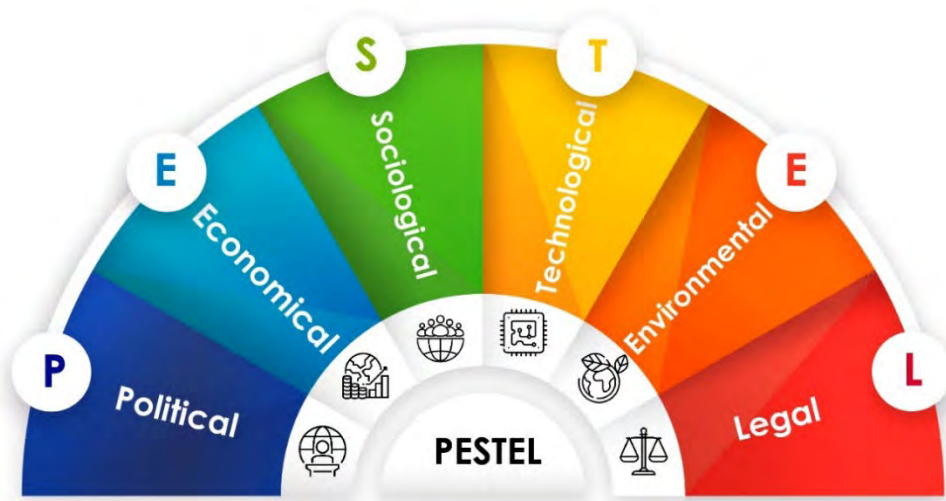 P
Political
E
Economical
S
Sociological
T
Technological
E
Environmental
L
Legal
PESTEL